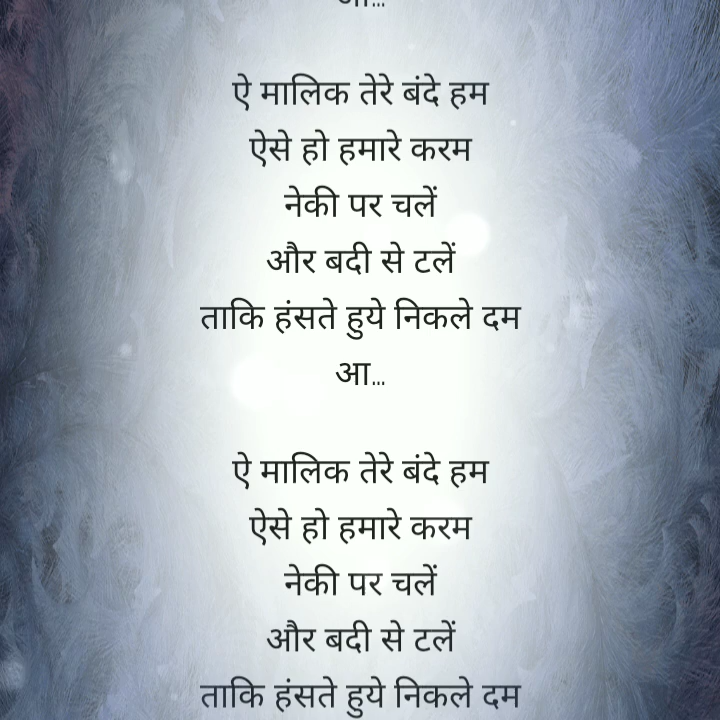 आ...
ऐ मालिक तेरे बंदे हम
ऐसे हो हमारे करम
नेकी पर चलें
और बदी से टलें
ताकि हंसते हुये निकले दम
आ...
ऐ मालिक तेरे बंदे हम
ऐसे हो हमारे करम
नेकी पर चलें
और बदी से टलें
ताकि हंसते हुये निकले दम